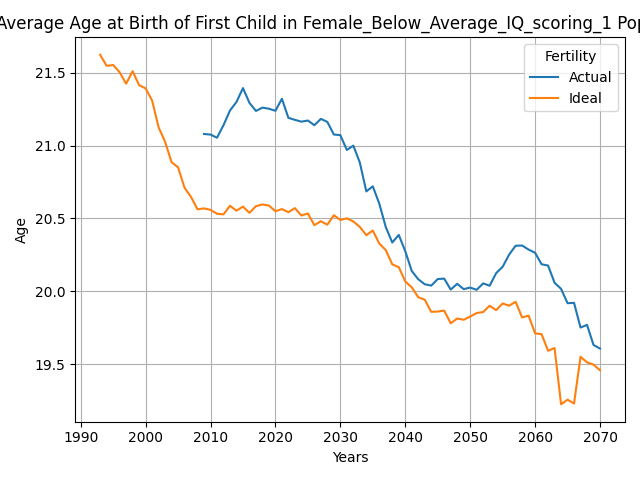 Average Age at Birth of First Child in Female_Below_Average_IQ_scoring_1
Fertility
Actual
Ideal
21.5
21.0
20.5
20.0
19.5
Age
1990 2000 2010 2020 2030 2040 2050 2060 2070
Years